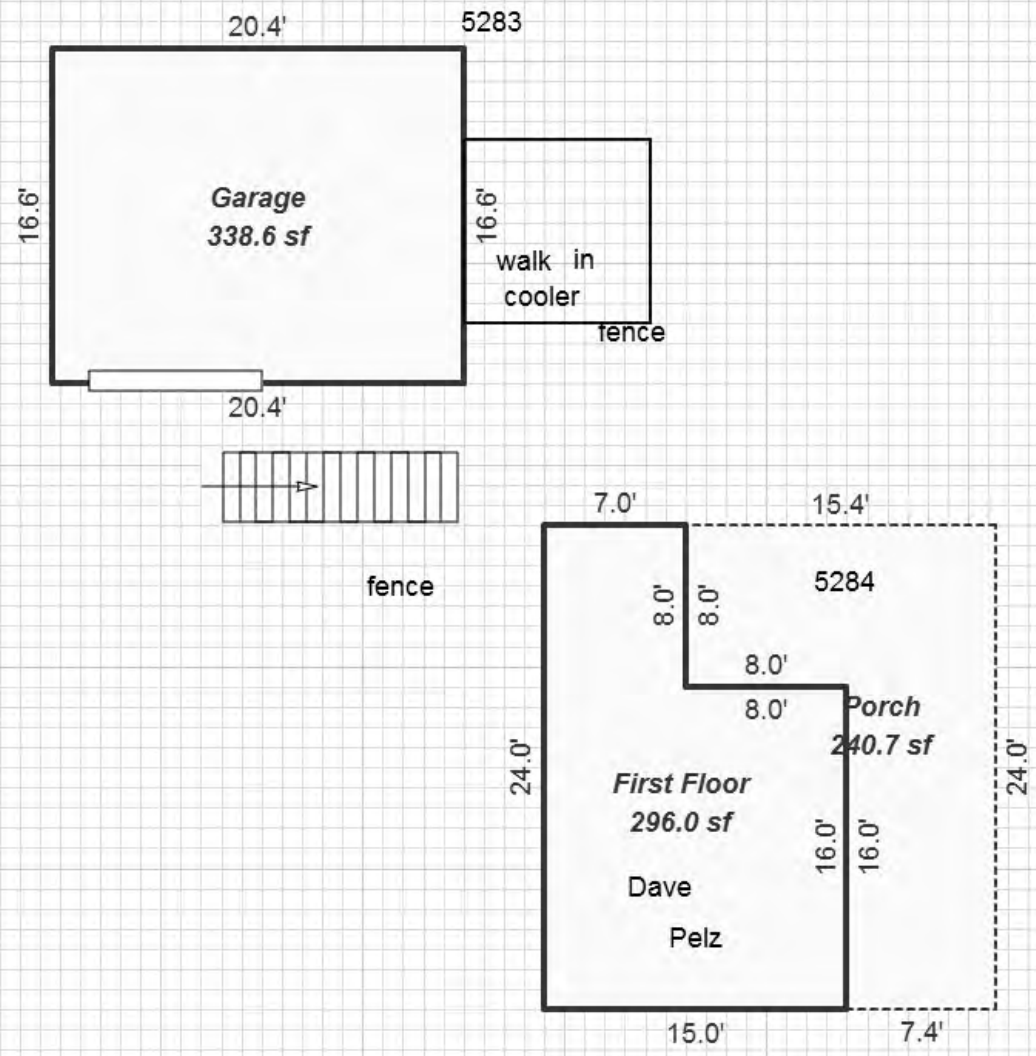 20.4'
5283
16.6'
Garage
338.6 sf
16.6'
walk in
cooler
fence
20.4'
fence
7.0'
15.4'
8.0'
8.0'
5284
8.0'
8.0'
Porch
240.7 sf
24.0'
24.0'
First Floor
296.0 sf
16.0'
16.0'
Dave
Pelz
15.0'
7.4'